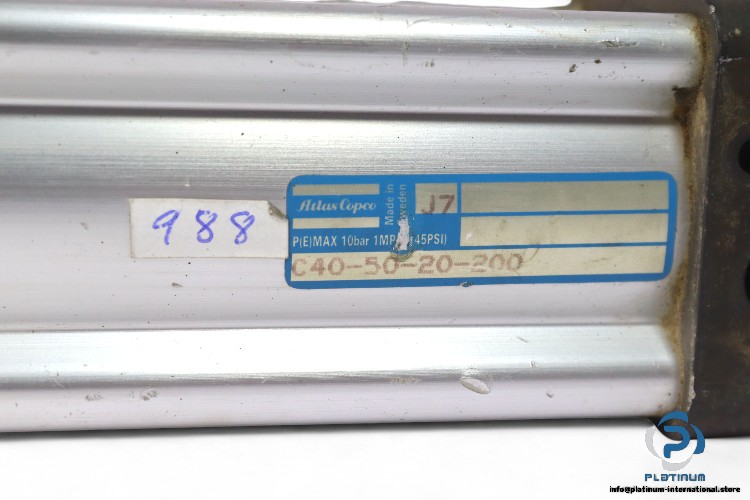 988
Atlas Copco
Made in
Sweden
J7
P(E)MAX 10bar 1MPa (145PSI)
C40-50-20-200
PLATINUM
info@platinum-international.store